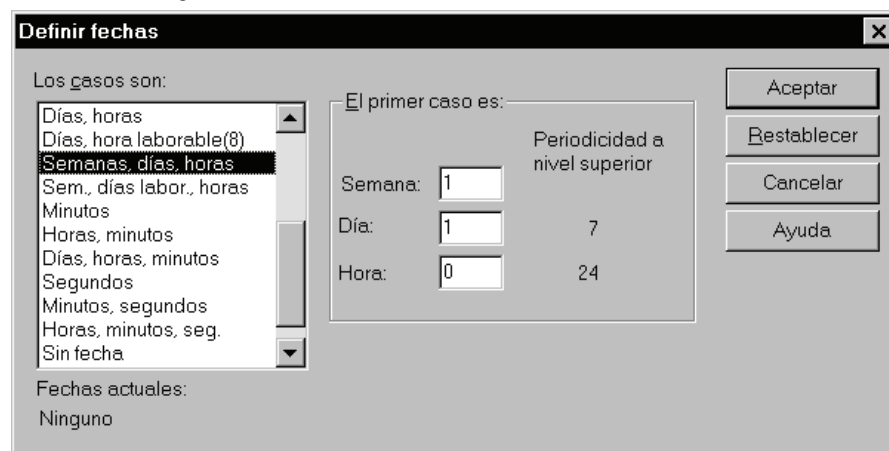 Definir fechas
Los casos son:
Días, horas
Días, hora laborable(8)
Semanas, días, horas
Sem., días labor., horas
Minutos
Horas, minutos
Días, horas, minutos
Segundos
Minutos, segundos
Horas, minutos, seg.
Sin fecha
Fechas actuales:
Ninguno
El primer caso es:
Periodicidad a
nivel superior
Semana: 1
Día: 1 7
Hora: 0 24
Aceptar
Restablecer
Cancelar
Ayuda